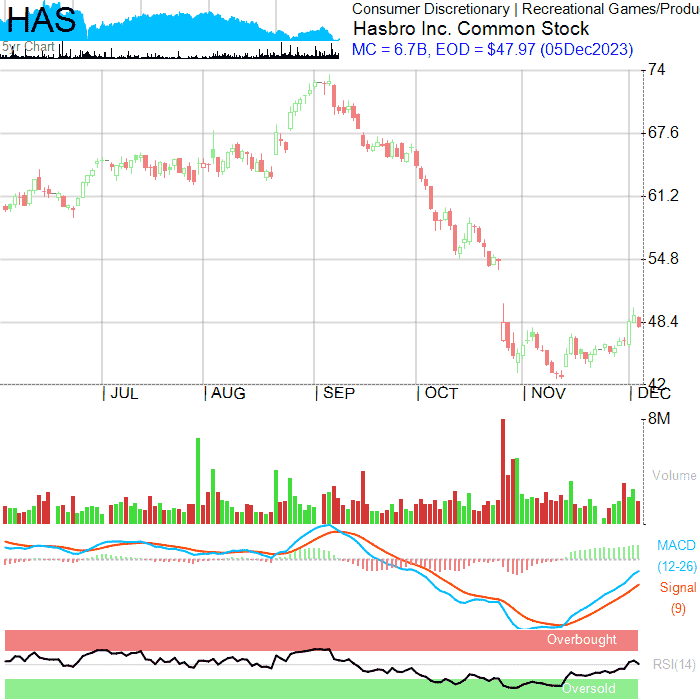 HAS
Consumer Discretionary | Recreational Games/Produ
Hasbro Inc. Common Stock
5yr Chart
MC = 6.7B, EOD = $47.97 (05Dec2023)
74
67.6
61.2
54.8
48.4
42
| JUL | AUG | SEP | OCT | NOV | DEC
8M
Volume
MACD
(12-26)
Signal
(9)
Overbought
RSI(14)
Oversold